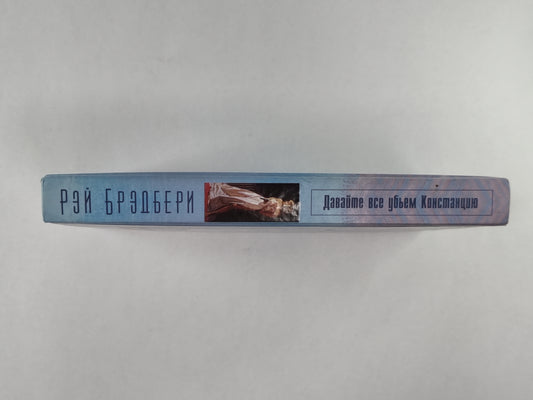 Рэй Брэдбери
Давайте все убьем Констанцию